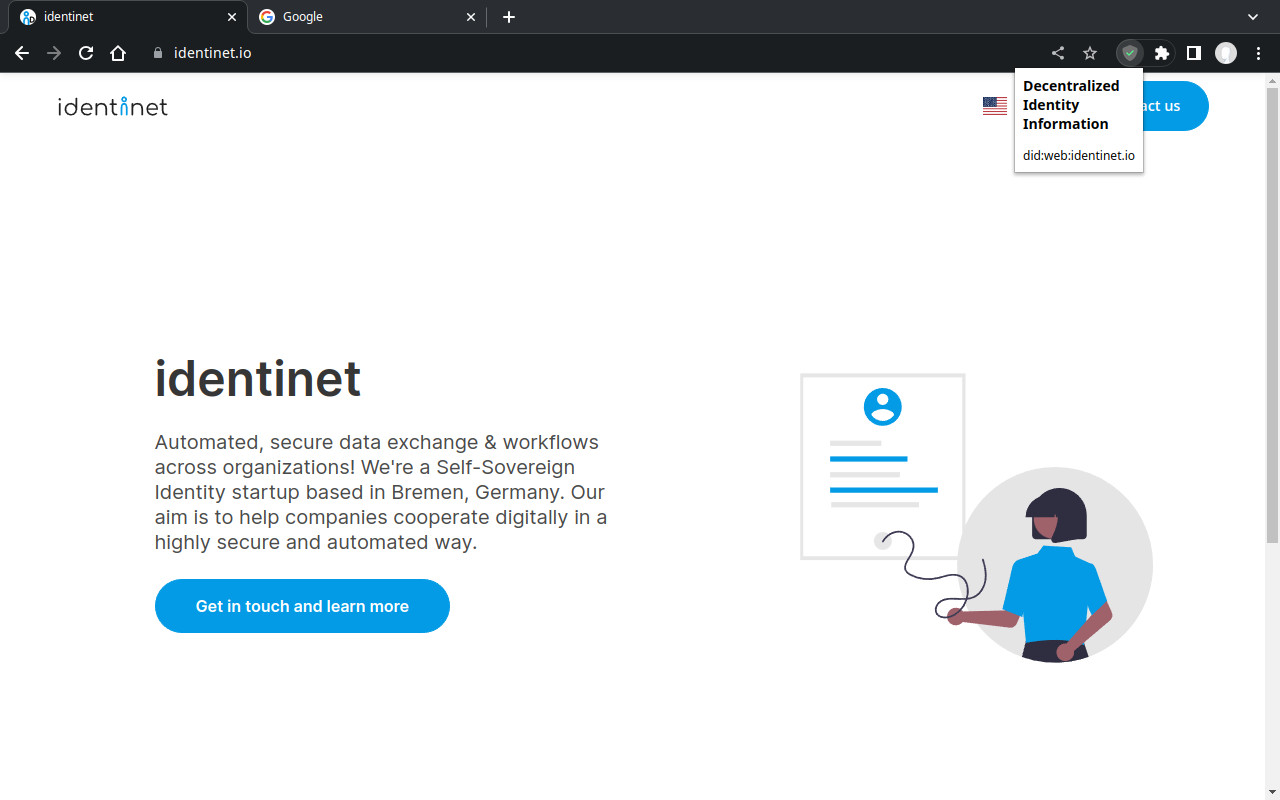 identinet
Google
identinet.io
identinet
act us
Decentralized
Identity
Information
did:web:identinet.io
identinet
Automated, secure data exchange & workflows
across organizations! We're a Self-Sovereign
Identity startup based in Bremen, Germany. Our
aim is to help companies cooperate digitally in a
highly secure and automated way.
Get in touch and learn more